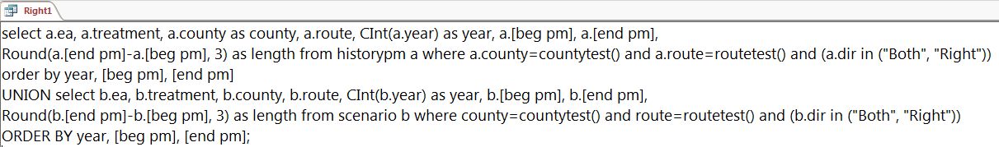 Right1
select a.ea, a.treatment, a.county as county, a.route, CInt(a.year) as year, a.[beg pm], a.[end pm],
Round(a.[end pm]-a.[beg pm], 3) as length from historypm a where a.county=countytest() and a.route=routetest() and (a.dir in ("Both", "Right"))
order by year, [beg pm], [end pm]
UNION select b.ea, b.treatment, b.county, b.route, CInt(b.year) as year, b.[beg pm], b.[end pm],
Round(b.[end pm]-b.[beg pm], 3) as length from scenario b where county=countytest() and route=routetest() and (b.dir in ("Both", "Right"))
ORDER BY year, [beg pm], [end pm];